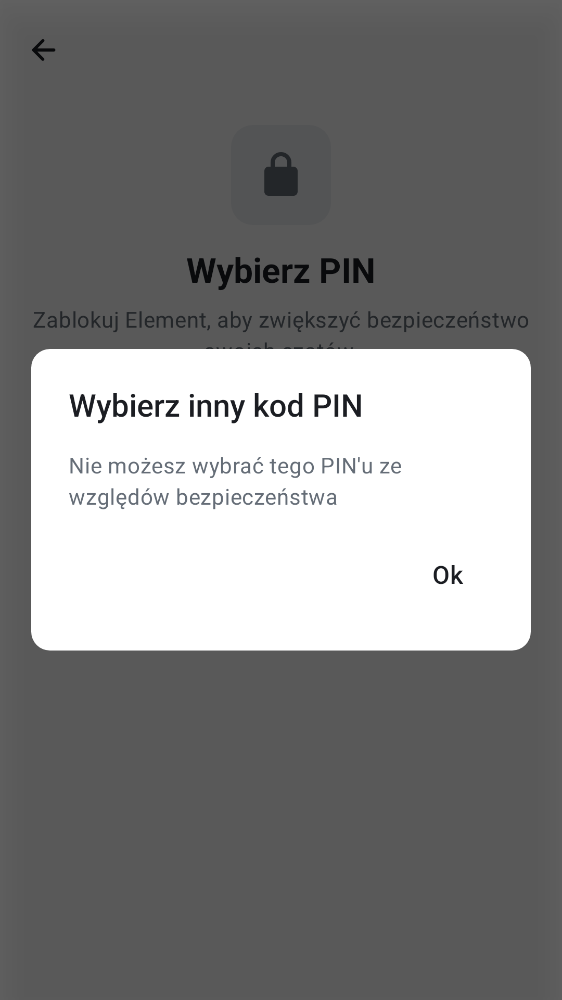 Wybierz PIN
Zablokuj Element, aby zwiększyć bezpieczeństwo
Wybierz inny kod PIN
Nie możesz wybrać tego PIN'u ze
względów bezpieczeństwa
Ok